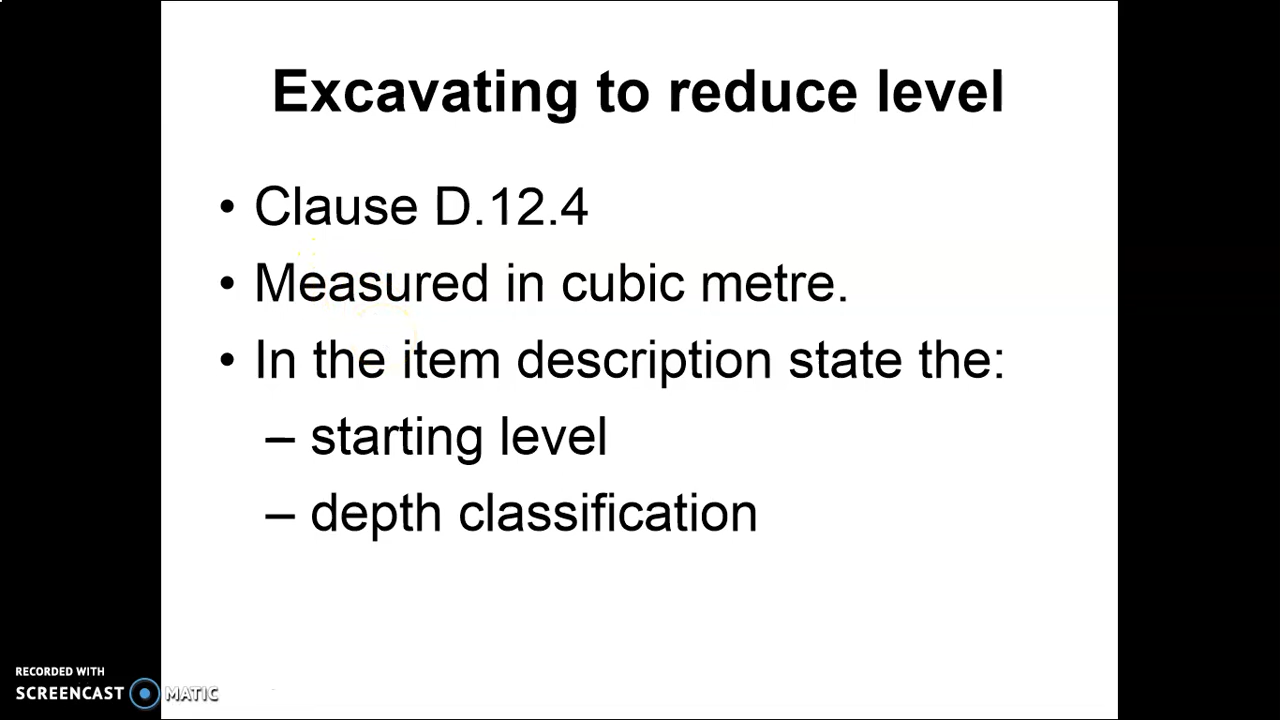 Excavating to reduce level
• Clause D.12.4
• Measured in cubic metre.
• In the item description state the:
– starting level
– depth classification
RECORDED WITH
SCREENCAST MATIC